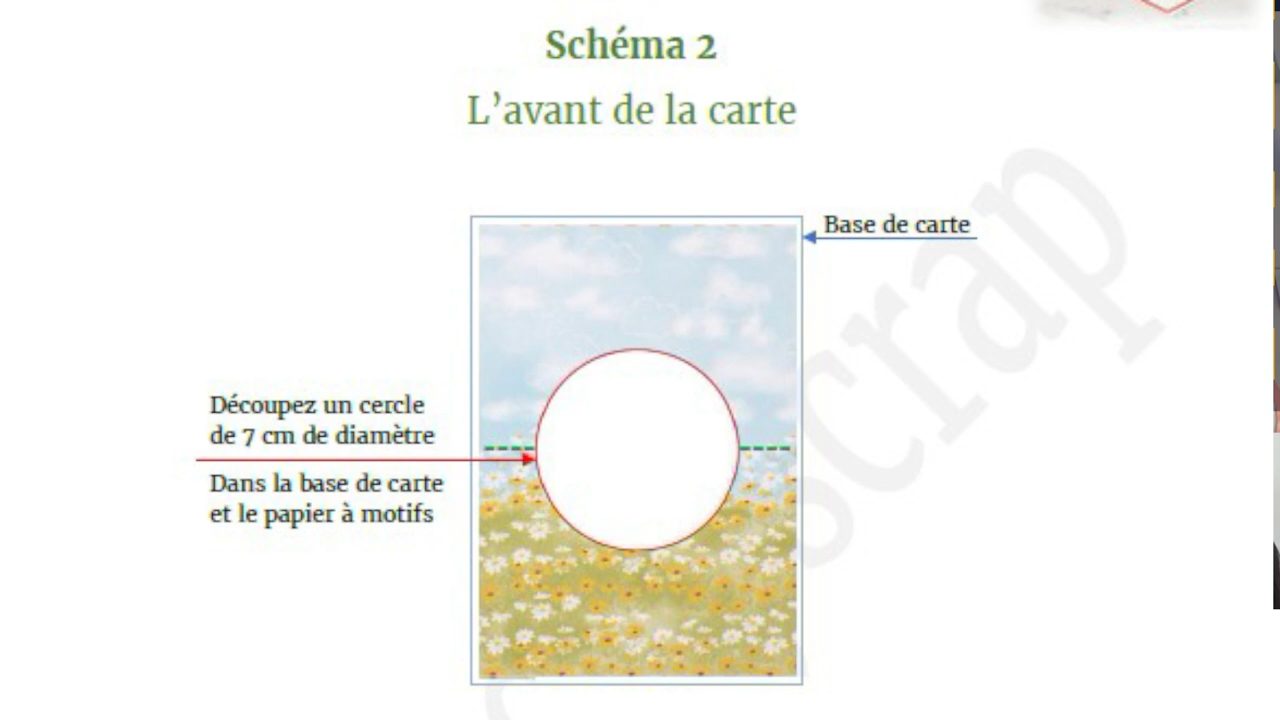 Schéma 2
L’avant de la carte
Base de carte
Découpez un cercle
de 7 cm de diamètre
Dans la base de carte
et le papier à motifs
scrap